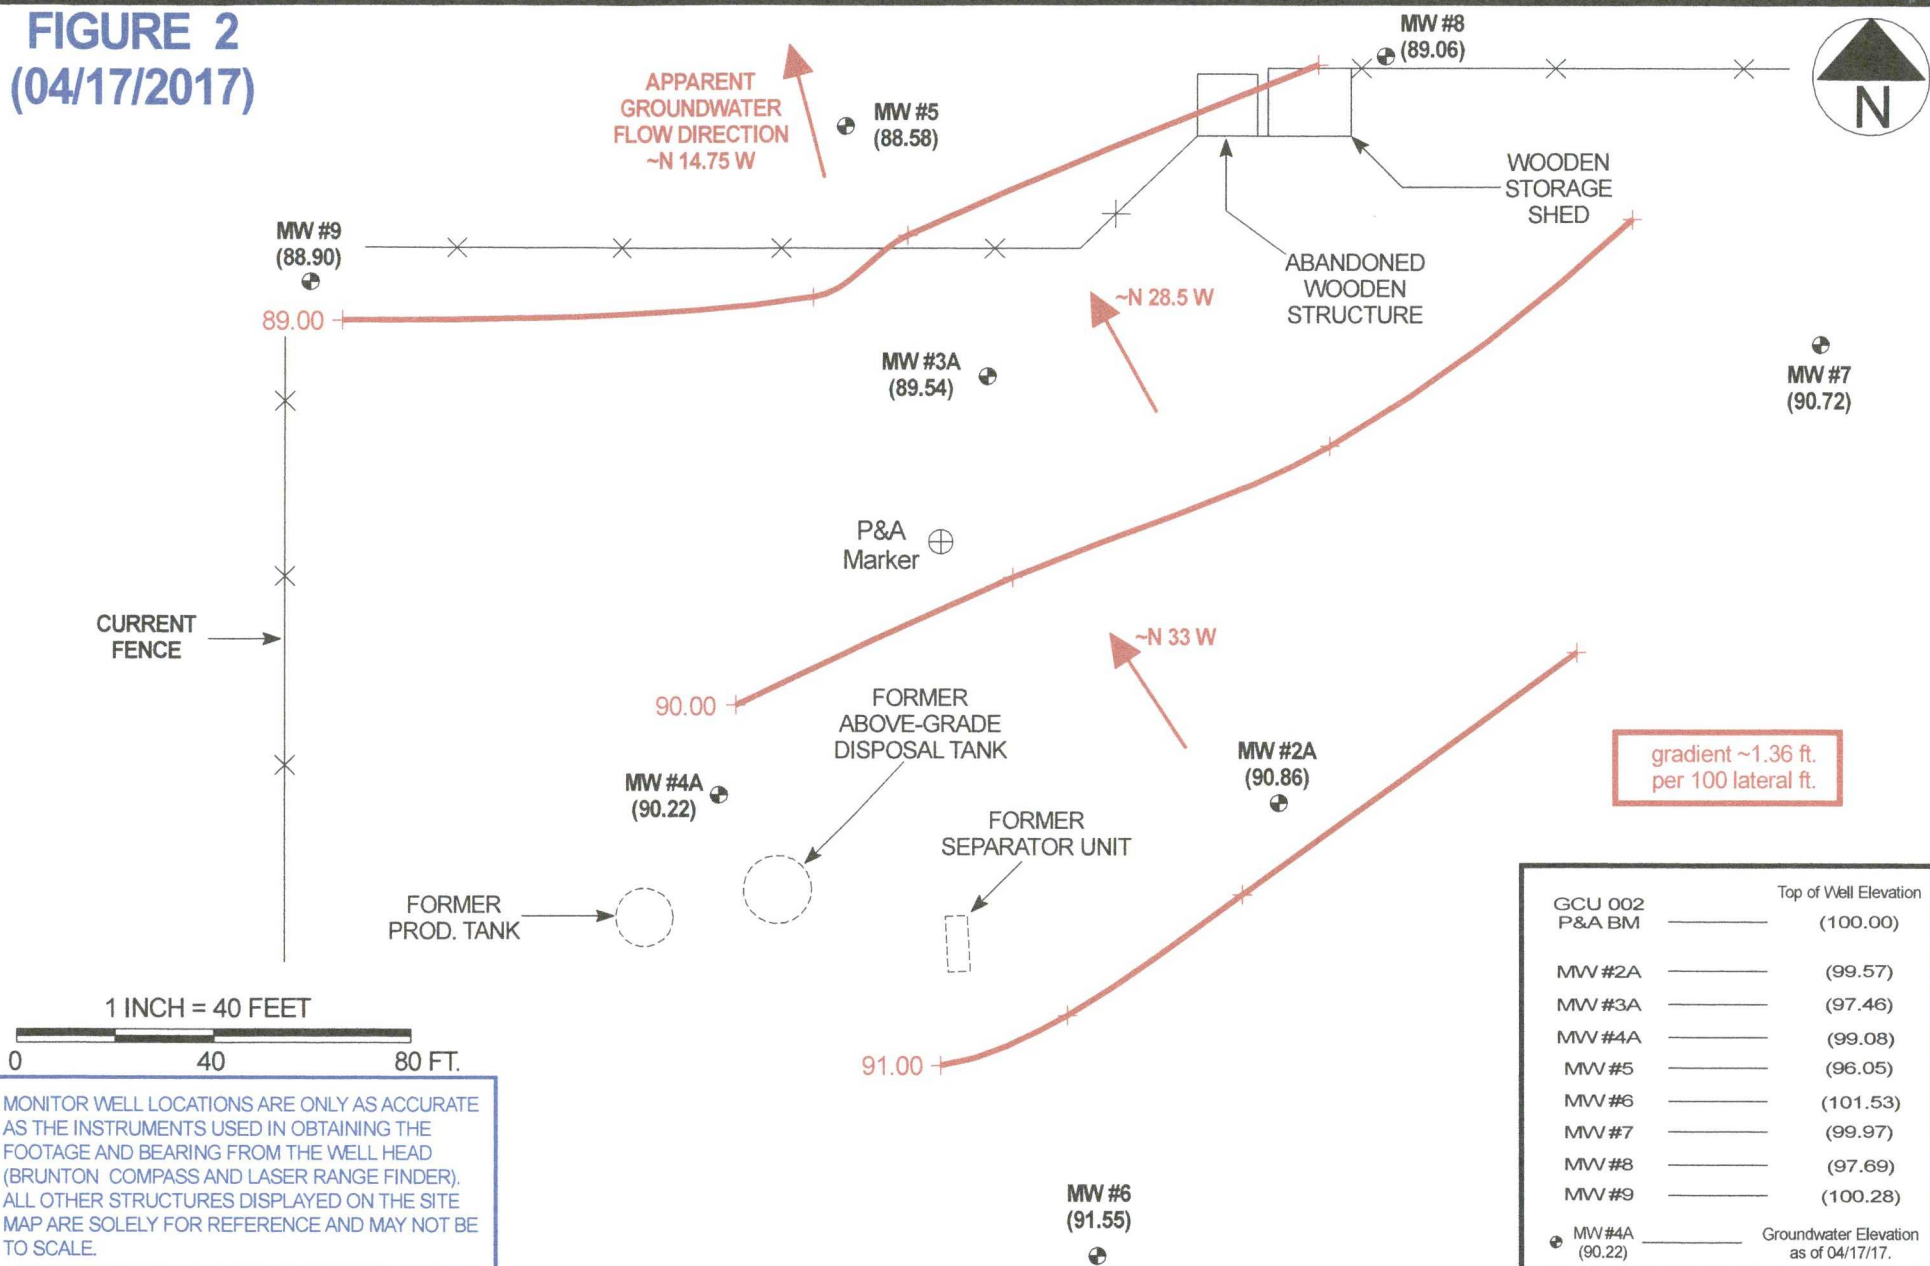 FIGURE 2
(04/17/2017)
APPARENT
GROUNDWATER
FLOW DIRECTION
~N 14.75 W
MW #5
(88.58)
MW #8
(89.06)
N
WOODEN
STORAGE
SHED
MW #9
(88.90)
89.00
ABANDONED
WOODEN
STRUCTURE
~N 28.5 W
MW #3A
(89.54)
MW #7
(90.72)
P&A
Marker
CURRENT
FENCE
~N 33 W
90.00
FORMER
ABOVE-GRADE
DISPOSAL TANK
MW #4A
(90.22)
MW #2A
(90.86)
gradient ~1.36 ft.
per 100 lateral ft.
FORMER
SEPARATOR UNIT
FORMER
PROD. TANK
91.00
1 INCH = 40 FEET
0 40 80 FT.
MONITOR WELL LOCATIONS ARE ONLY AS ACCURATE
AS THE INSTRUMENTS USED IN OBTAINING THE
FOOTAGE AND BEARING FROM THE WELL HEAD
(BRUNTON COMPASS AND LASER RANGE FINDER).
ALL OTHER STRUCTURES DISPLAYED ON THE SITE
MAP ARE SOLELY FOR REFERENCE AND MAY NOT BE
TO SCALE.
MW #6
(91.55)
Top of Well Elevation
GCU 002
P&A BM (100.00)
MW #2A (99.57)
MW #3A (97.46)
MW #4A (99.08)
MW #5 (96.05)
MW #6 (101.53)
MW #7 (99.97)
MW #8 (97.69)
MW #9 (100.28)
MW #4A Groundwater Elevation
(90.22) as of 04/17/17.